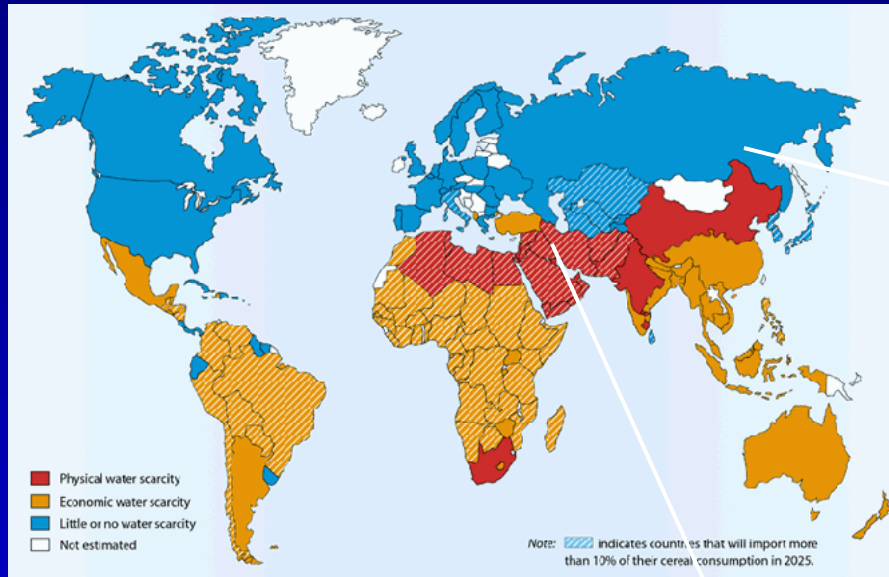 Physical water scarcity
Economic water scarcity
Little or no water scarcity
Not estimated
Note: indicates countries that will import more
than 10% of their cereal consumption in 2025.